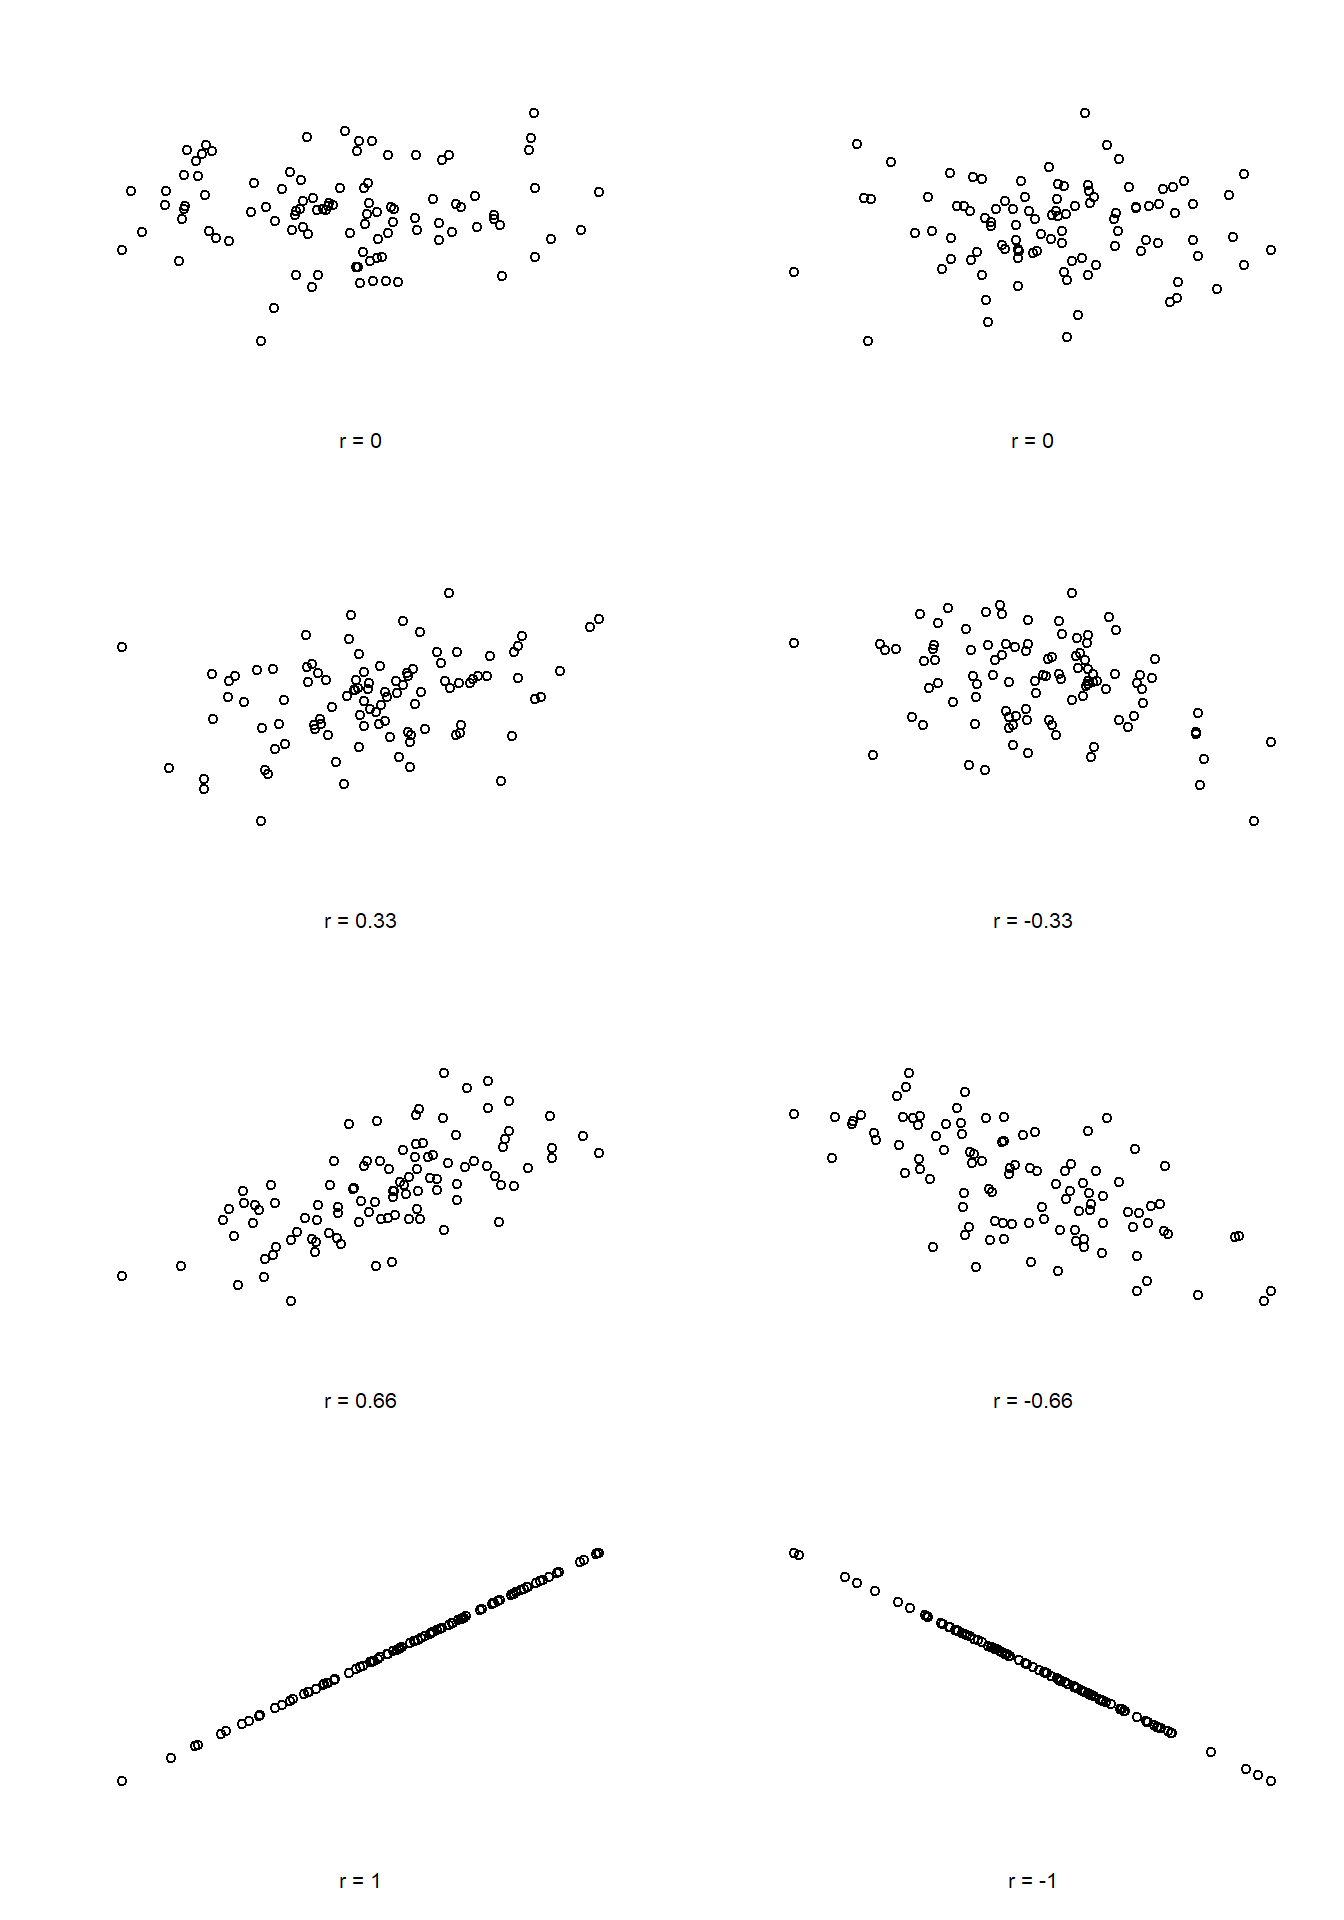 r = 0
r = 0
r = 0.33
r = -0.33
r = 0.66
r = -0.66
r = 1
r = -1